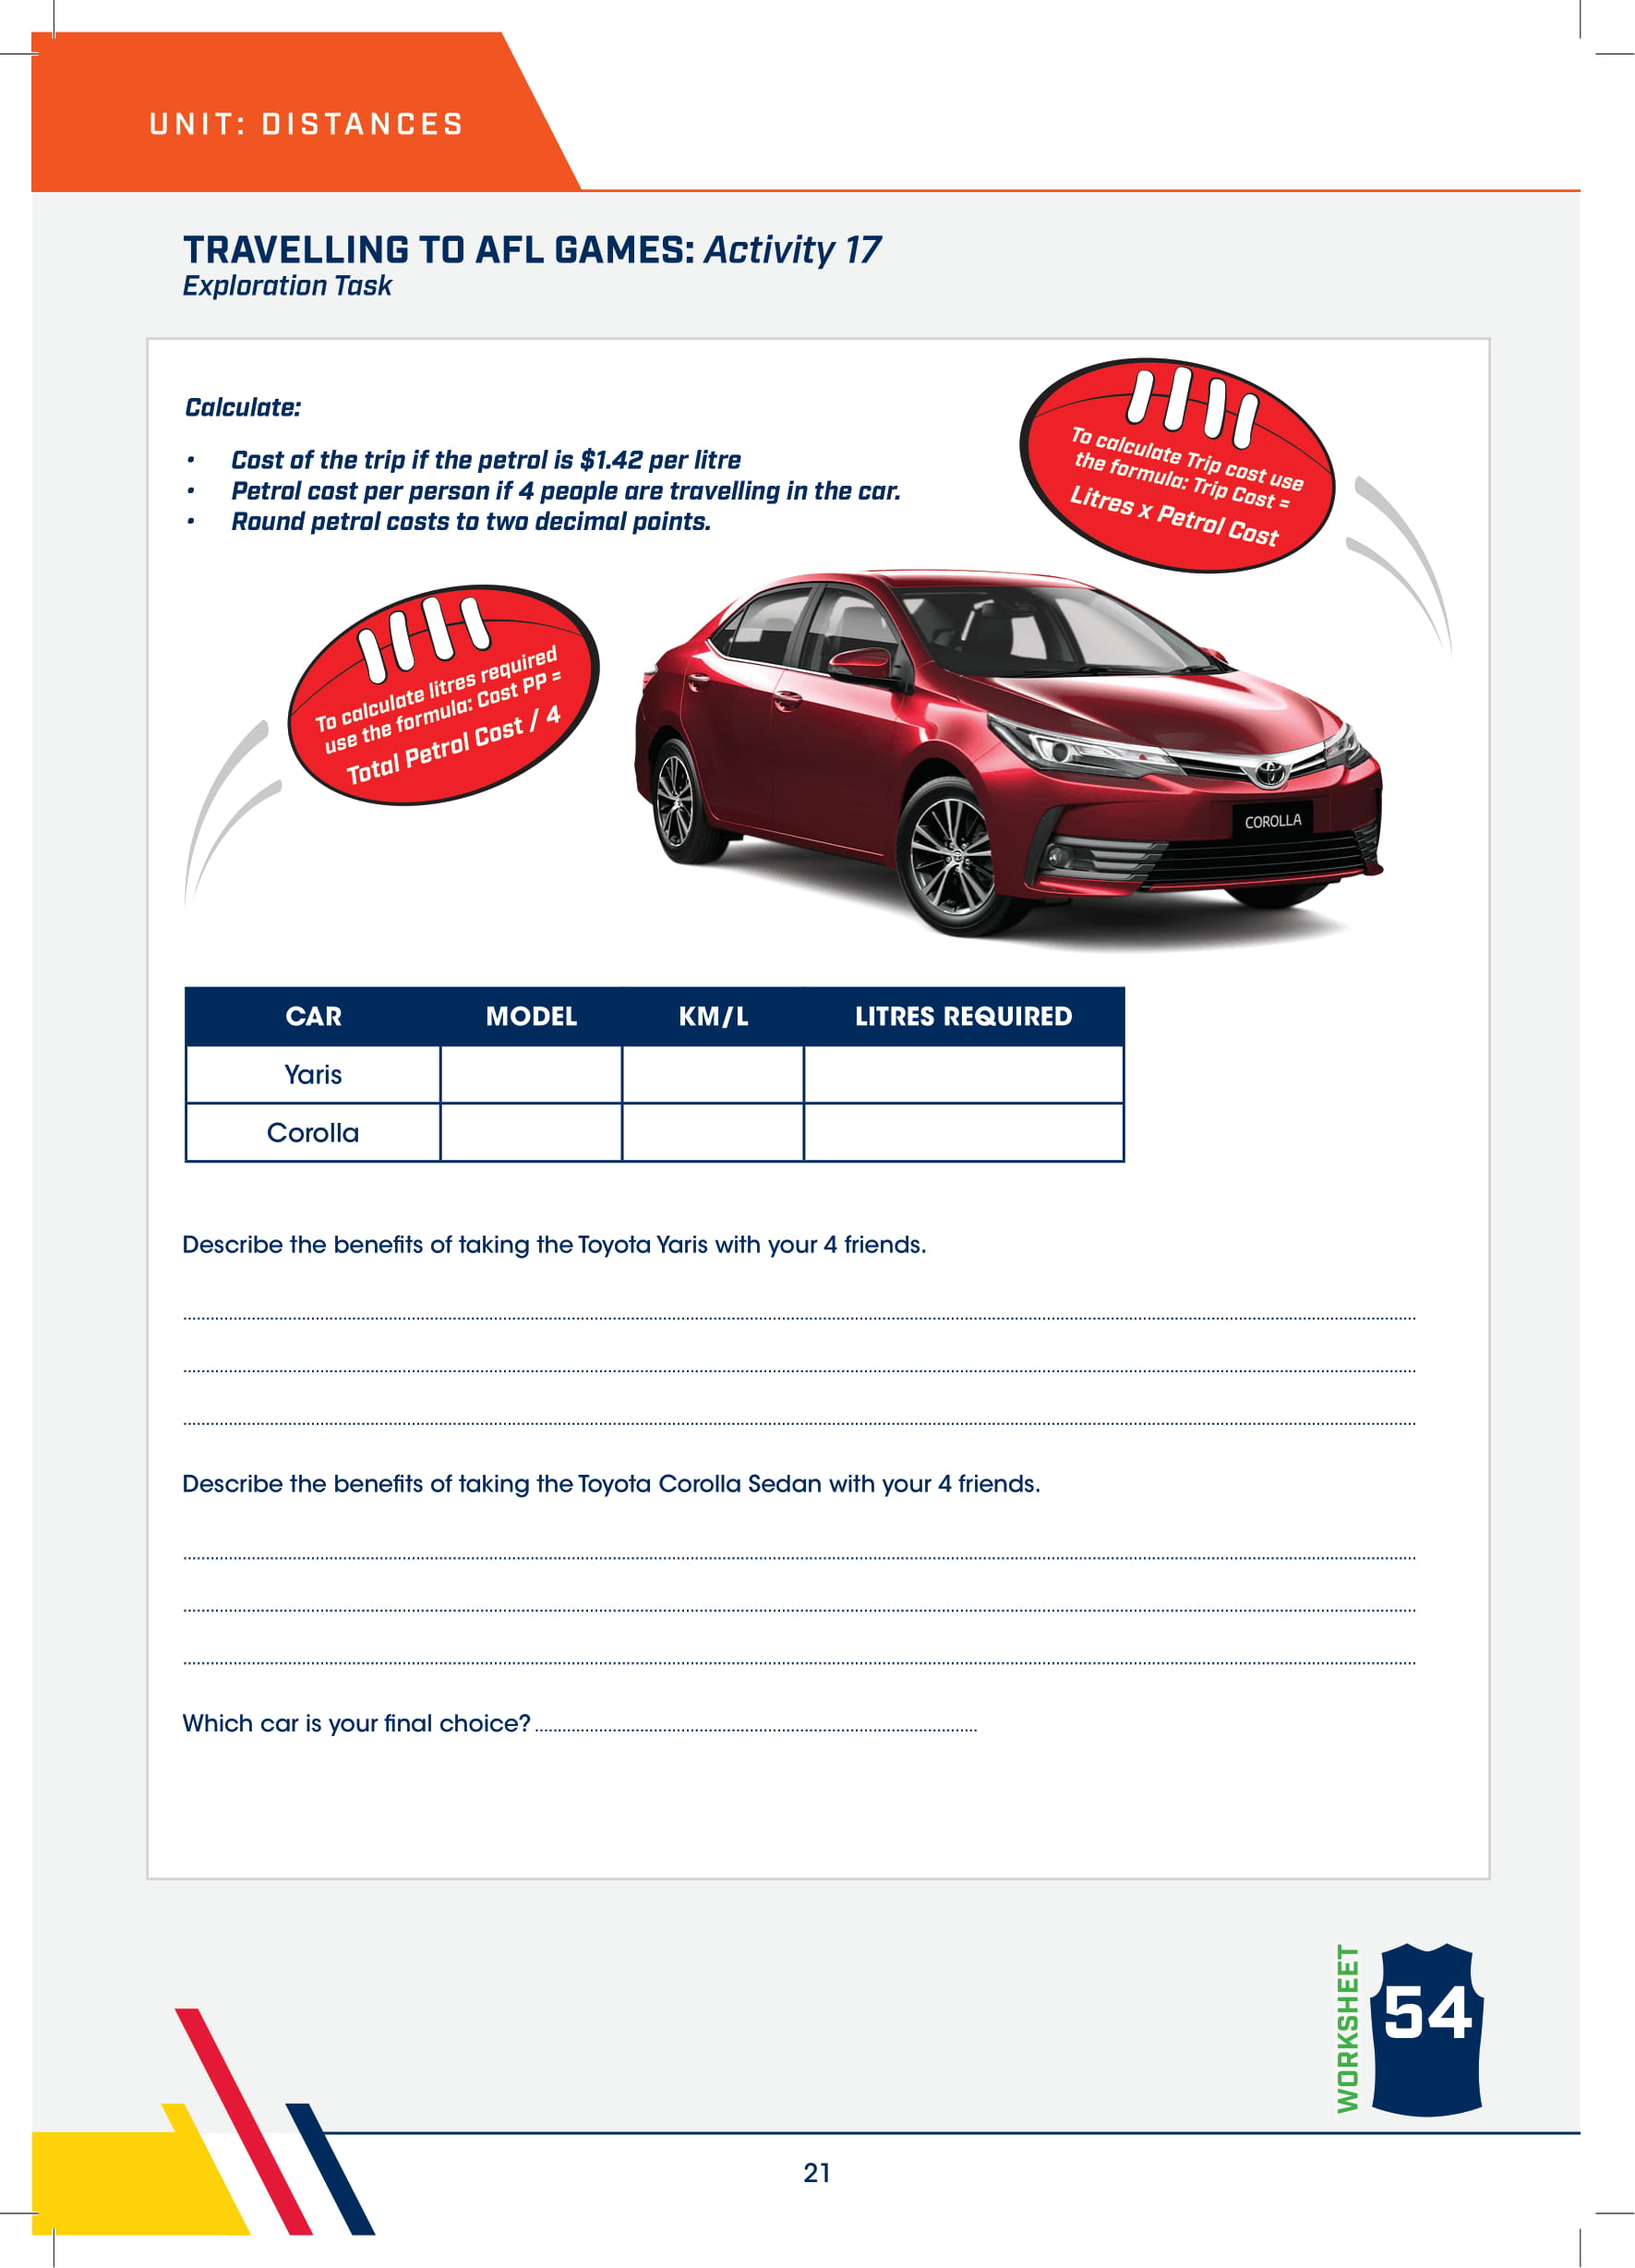 UNIT: DISTANCES
TRAVELLING TO AFL GAMES: Activity 17
Exploration Task
Calculate:
• Cost of the trip if the petrol is $1.42 per litre
• Petrol cost per person if 4 people are travelling in the car.
• Round petrol costs to two decimal points.
To calculate Trip cost use
the formula: Trip Cost =
Litres x Petrol Cost
To calculate litres required
use the formula: Cost PP =
Total Petrol Cost / 4
COROLLA
CAR MODEL KM/L LITRES REQUIRED
Yaris
Corolla
Describe the benefits of taking the Toyota Yaris with your 4 friends.
Describe the benefits of taking the Toyota Corolla Sedan with your 4 friends.
Which car is your final choice?
WORKSHEET
54
21